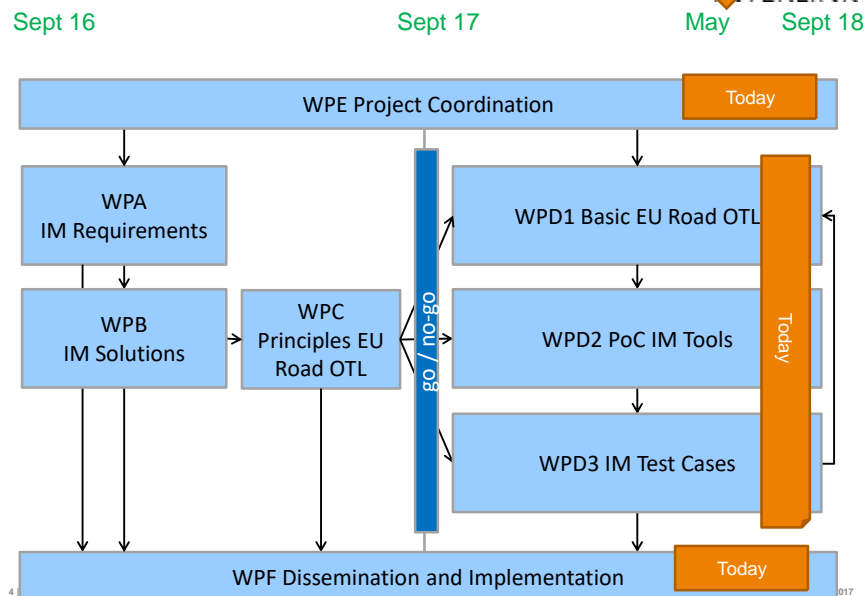 Sept 16
Sept 17
May
Sept 18
WPE Project Coordination
Today
WPA
IM Requirements
WPB
IM Solutions
WPC
Principles EU
Road OTL
go / no-go
WPD1 Basic EU Road OTL
WPD2 PoC IM Tools
WPD3 IM Test Cases
Today
WPF Dissemination and Implementation
Today
4 |
017